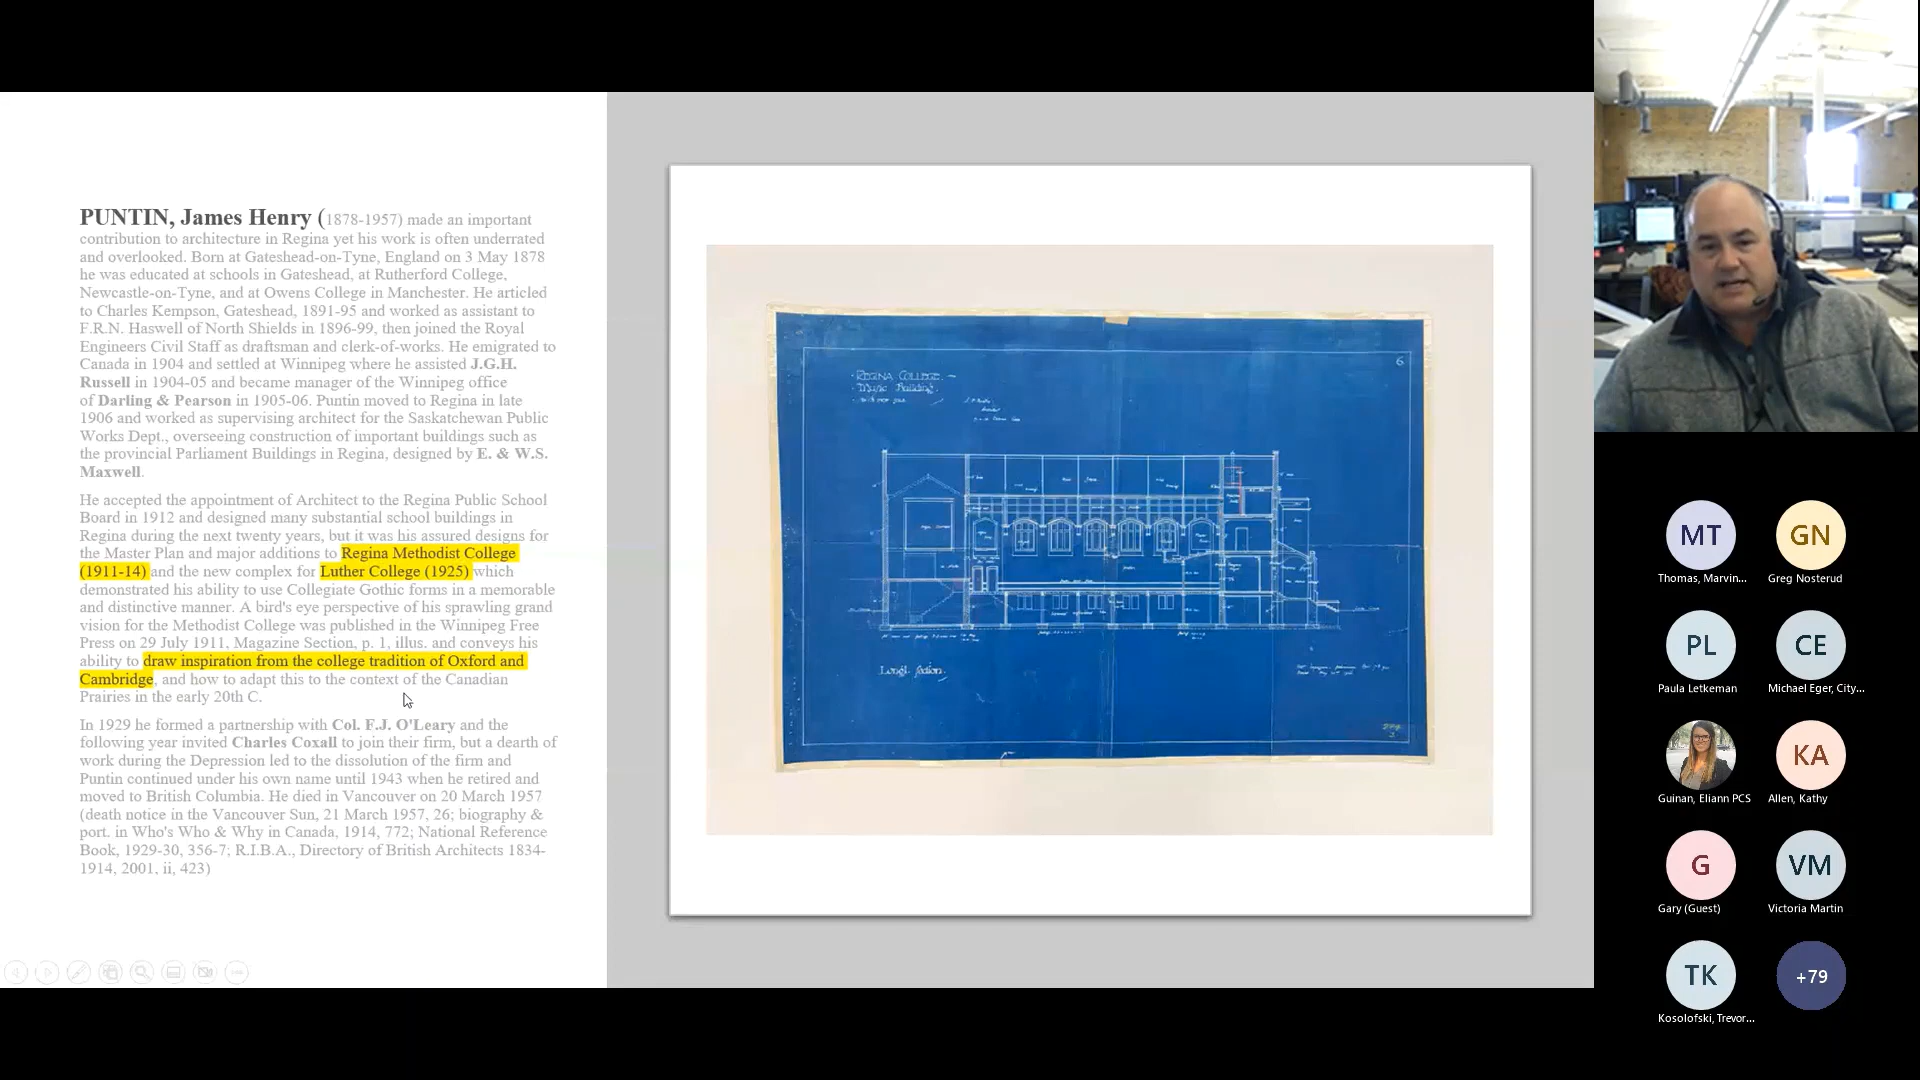 PUNTIN, James Henry (1878-1957) made an important
contribution to architecture in Regina yet his work is often underrated
and overlooked. Born at Gateshead-on-Tyne, England on 3 May 1878
he was educated at schools in Gateshead, at Rutherford College,
Newcastle-on-Tyne, and at Owens College in Manchester. He articled
to Charles Kempson, Gateshead, 1891-95 and worked as assistant to
F.R.N. Haswell of North Shields in 1896-99, then joined the Royal
Engineers Civil Staff as draftsman and clerk-of-works. He emigrated to
Canada in 1904 and settled at Winnipeg where he assisted J.G.H.
Russell in 1904-05 and became manager of the Winnipeg office
of Darling & Pearson in 1905-06. Puntin moved to Regina in late
1906 and worked as supervising architect for the Saskatchewan Public
Works Dept., overseeing construction of important buildings such as
the provincial Parliament Buildings in Regina, designed by E. & W.S.
Maxwell.
He accepted the appointment of Architect to the Regina Public School
Board in 1912 and designed many substantial school buildings in
Regina during the next twenty years, but it was his assured designs for
the Master Plan and major additions to Regina Methodist College
(1911-14) and the new complex for Luther College (1925) which
demonstrated his ability to use Collegiate Gothic forms in a memorable
and distinctive manner. A bird's eye perspective of his sprawling grand
vision for the Methodist College was published in the Winnipeg Free
Press on 29 July 1911, Magazine Section, p. 1, illus. and conveys his
ability to draw inspiration from the college tradition of Oxford and
Cambridge, and how to adapt this to the context of the Canadian
Prairies in the early 20th C.
In 1929 he formed a partnership with Col. F.J. O'Leary and the
following year invited Charles Coxall to join their firm, but a dearth of
work during the Depression led to the dissolution of the firm and
Puntin continued under his own name until 1943 when he retired and
moved to British Columbia. He died in Vancouver on 20 March 1957
(death notice in the Vancouver Sun, 21 March 1957, 26; biography &
port. in Who's Who & Why in Canada, 1914, 772; National Reference
Book, 1929-30, 356-7; R.I.B.A., Directory of British Architects 1834-
1914, 2001, ii, 423)
6
REGINA COLLEGE
Music Building
Longl. Section
MT
Thomas, Marvin...
GN
Greg Nosterud
PL
Paula Letkeman
CE
Michael Eger, City...
Guinan, Eliann PCS
KA
Allen, Kathy
G
Gary (Guest)
VM
Victoria Martin
TK
Kosolofski, Trevor...
+79